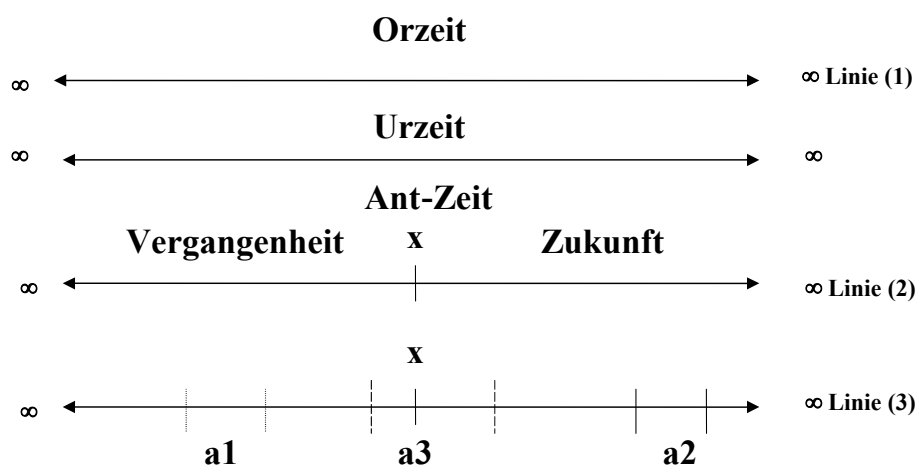 Orzeit
∞ ∞ Linie (1)
Urzeit
∞ ∞
Ant-Zeit
Vergangenheit x Zukunft
∞ ∞ Linie (2)
x
∞ ∞ Linie (3)
a1 a3 a2